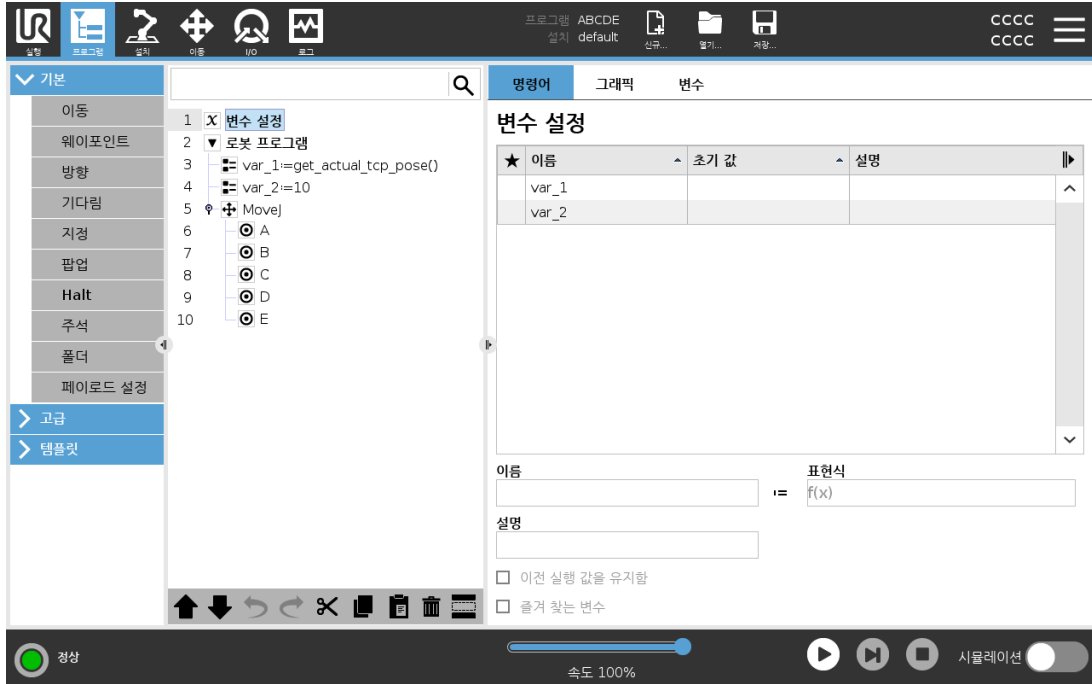 UR
실행
프로그램
설치
이동
I/O
로그
프로그램 ABCDE
설치 default
신규...
열기...
저장...
cccc
cccc
기본
이동
웨이포인트
방향
기다림
지정
팝업
Halt
주석
폴더
페이로드 설정
고급
템플릿
1 x 변수 설정
2 ▼ 로봇 프로그램
3 var_1:=get_actual_tcp_pose()
4 var_2:=10
5 MoveJ
6 A
7 B
8 C
9 D
10 E
명령어 그래픽 변수
변수 설정
★ 이름 초기 값 설명
var_1
var_2
이름
표현식
:= f(x)
설명
이전 실행 값을 유지함
즐겨 찾는 변수
정상
속도 100%
시뮬레이션